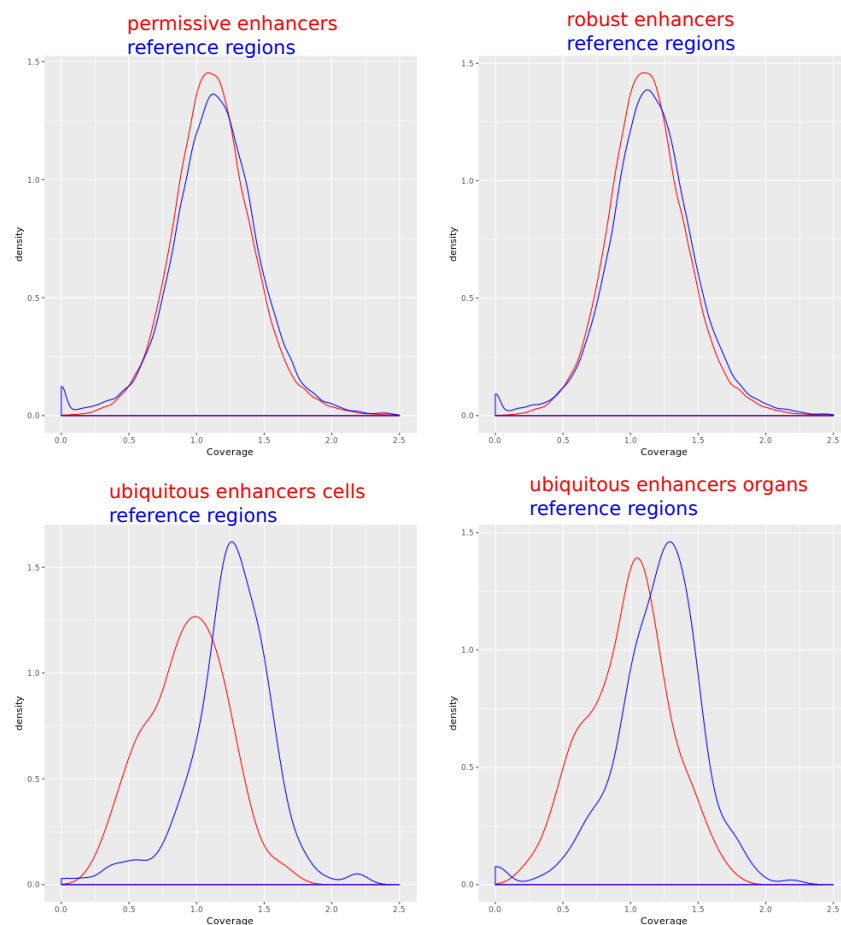 permissive enhancers
reference regions
1.5
1.0
0.5
0.0
density
0.0 0.5 1.0 1.5 2.0 2.5
Coverage
robust enhancers
reference regions
1.5
1.0
0.5
0.0
density
0.0 0.5 1.0 1.5 2.0 2.5
Coverage
ubiquitous enhancers cells
reference regions
1.5
1.0
0.5
0.0
density
0.0 0.5 1.0 1.5 2.0 2.5
Coverage
ubiquitous enhancers organs
reference regions
1.5
1.0
0.5
0.0
density
0.0 0.5 1.0 1.5 2.0 2.5
Coverage